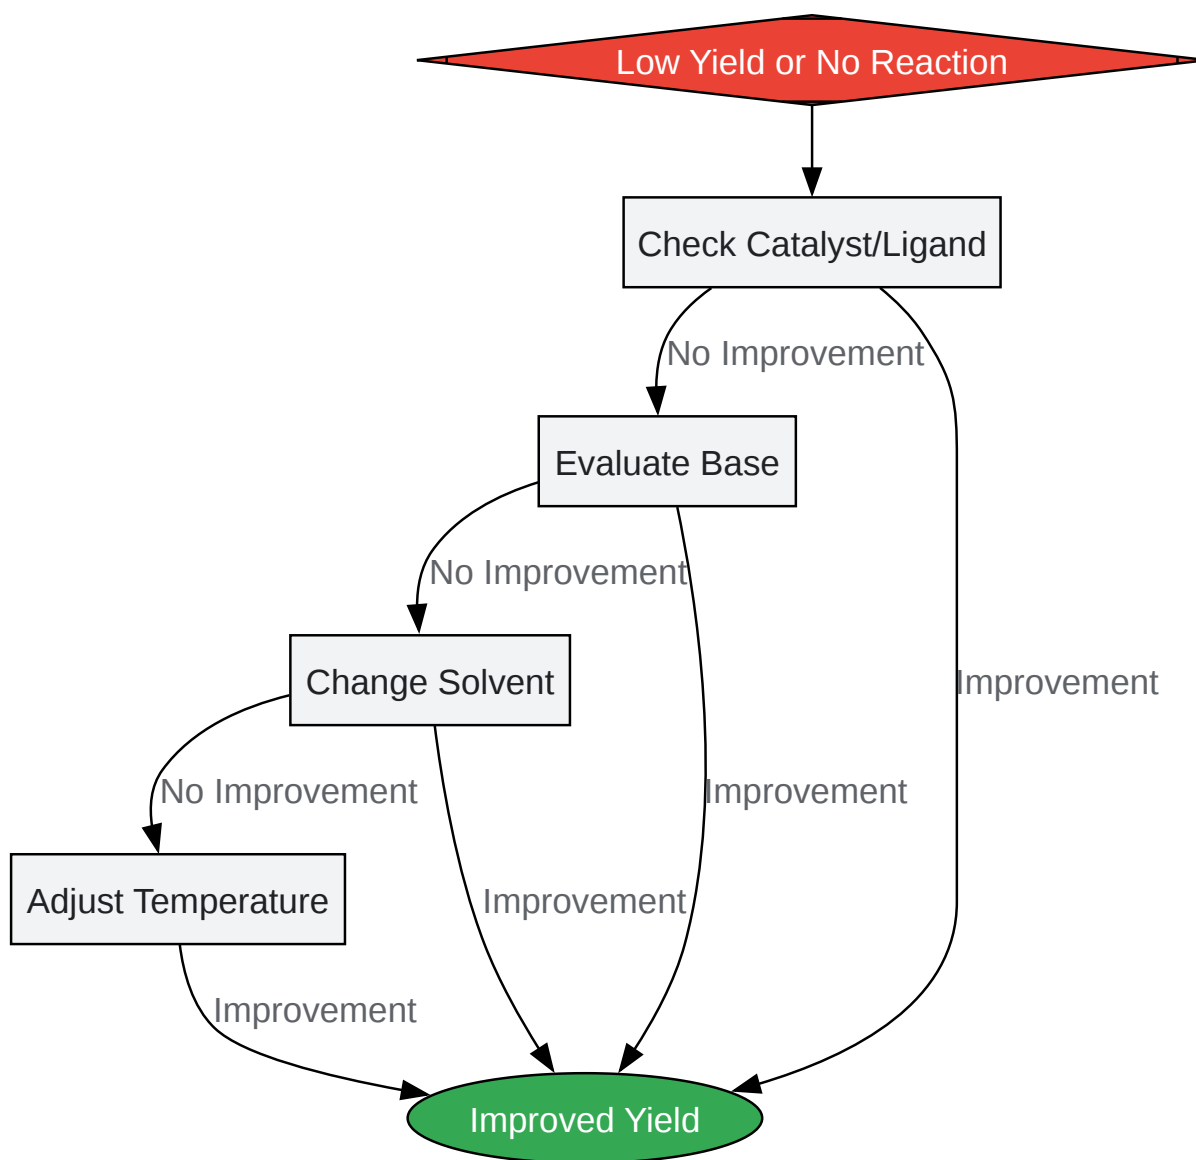 Low Yield or No Reaction
Check Catalyst/Ligand
No Improvement
Evaluate Base
No Improvement
Change Solvent
Improvement
No Improvement
Improvement
Adjust Temperature
Improvement
Improvement
Improved Yield